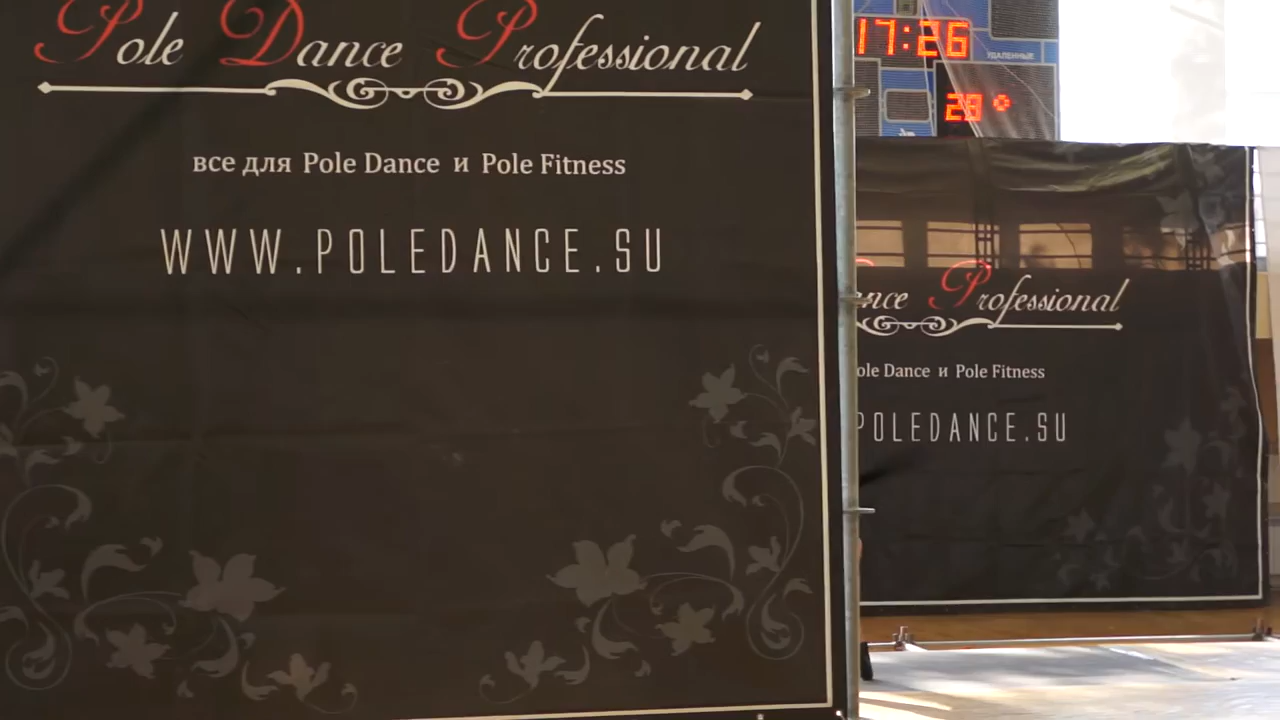 Pole Dance Professional
все для Pole Dance и Pole Fitness
WWW.POLEDANCE.SU
17:26
УДАЛЕННЫЕ
28°
ance Professional
ole Dance и Pole Fitness
POLEDANCE.SU